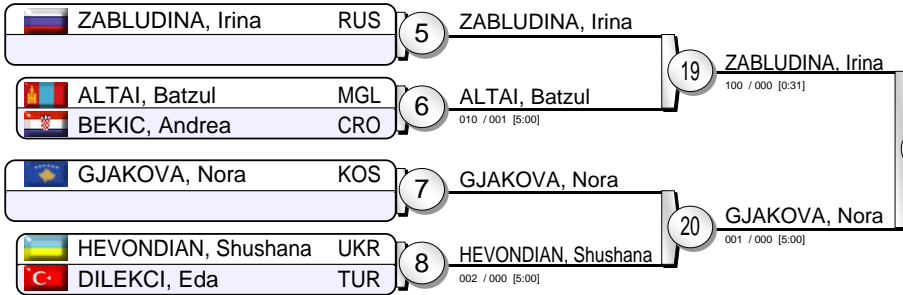 ZABLUDINA, Irina RUS
5
ZABLUDINA, Irina
19
ZABLUDINA, Irina
100 / 000 [0:31]
ALTAI, Batzul MGL
BEKIC, Andrea CRO
6
ALTAI, Batzul
010 / 001 [5:00]
GJAKOVA, Nora KOS
7
GJAKOVA, Nora
20
GJAKOVA, Nora
001 / 000 [5:00]
HEVONDIAN, Shushana UKR
DILEKCI, Eda TUR
8
HEVONDIAN, Shushana
002 / 000 [5:00]